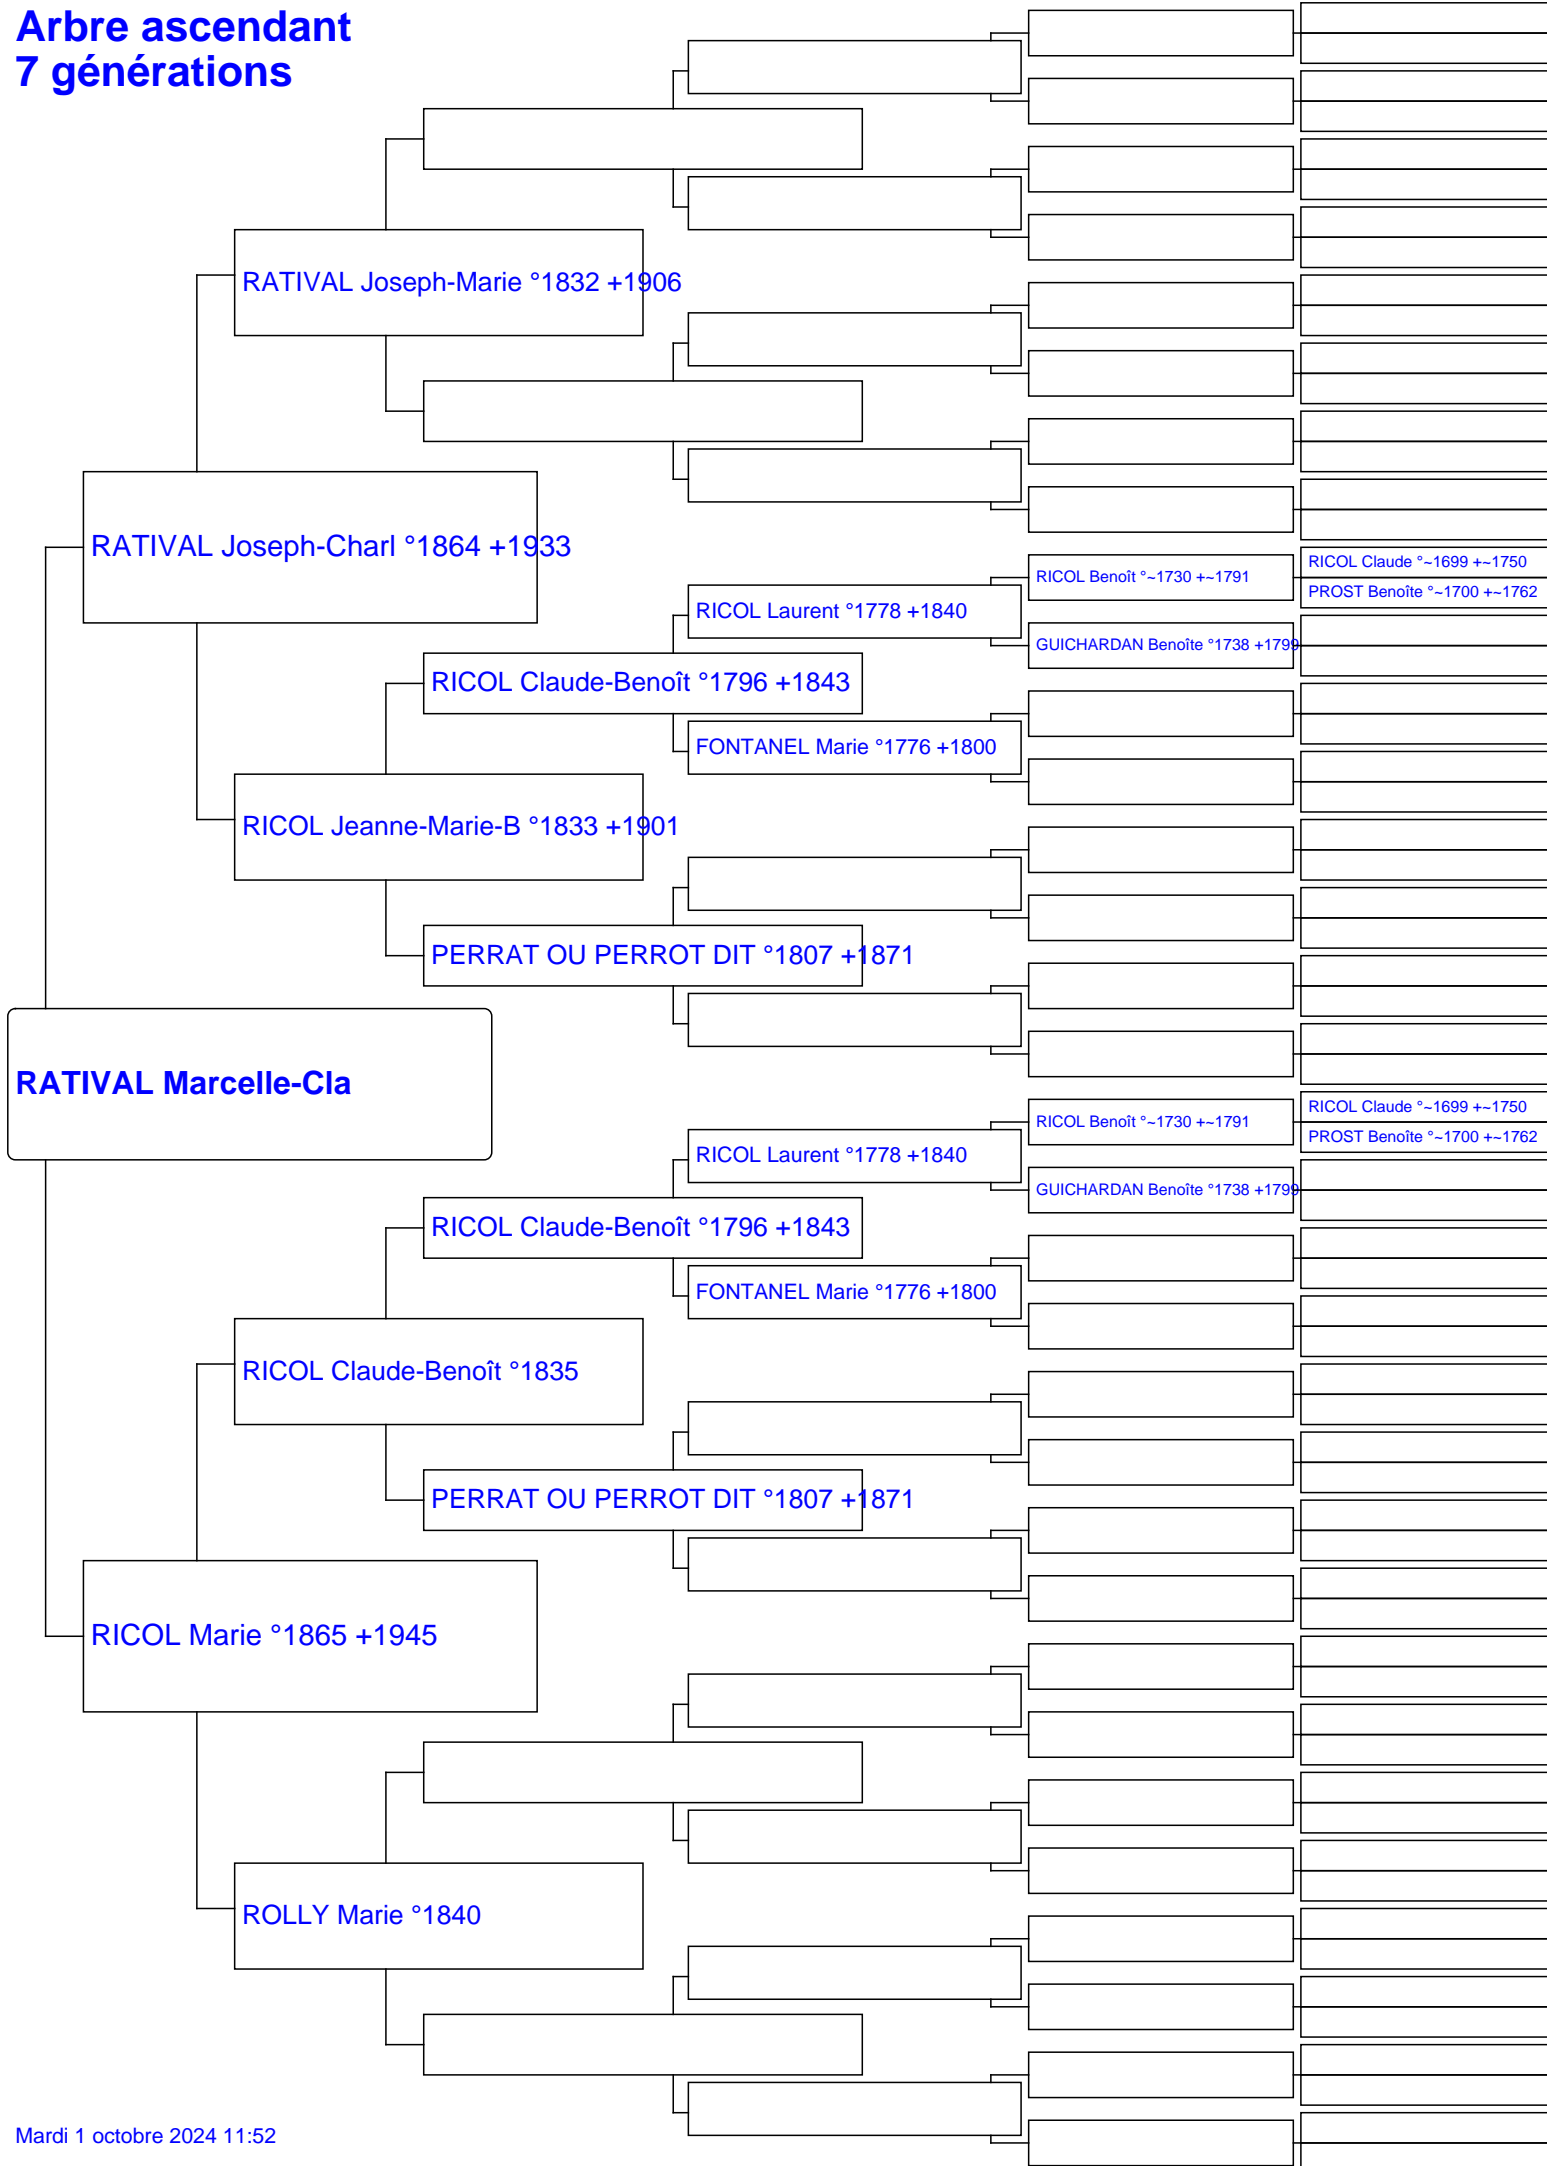 Arbre ascendant
7 générations
RATIVAL Joseph-Marie °1832 +1906
RATIVAL Joseph-Charl °1864 +1933
RICOL Claude °~1699 +~1750
RICOL Benoît °~1730 +~1791
PROST Benoîte °~1700 +~1762
RICOL Laurent °1778 +1840
GUICHARDAN Benoîte °1738 +1799
RICOL Claude-Benoît °1796 +1843
FONTANEL Marie °1776 +1800
RICOL Jeanne-Marie-B °1833 +1901
PERRAT OU PERROT DIT °1807 +1871
RATIVAL Marcelle-Cla
RICOL Claude °~1699 +~1750
RICOL Benoît °~1730 +~1791
PROST Benoîte °~1700 +~1762
RICOL Laurent °1778 +1840
GUICHARDAN Benoîte °1738 +1799
RICOL Claude-Benoît °1796 +1843
FONTANEL Marie °1776 +1800
RICOL Claude-Benoît °1835
PERRAT OU PERROT DIT °1807 +1871
RICOL Marie °1865 +1945
ROLLY Marie °1840
Mardi 1 octobre 2024 11:52